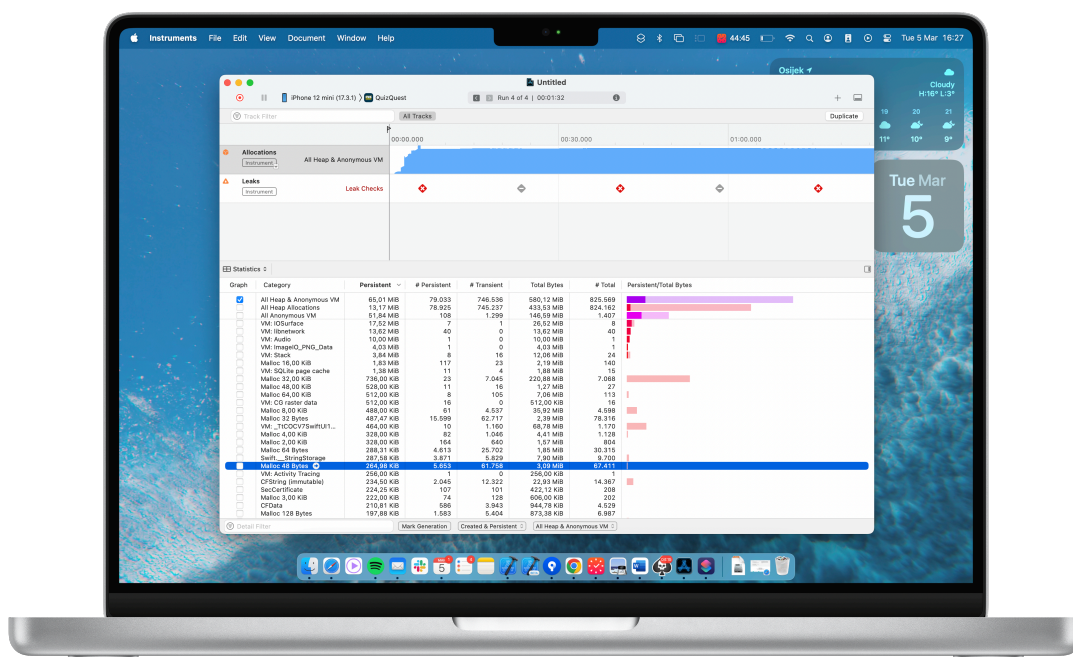 Instruments File Edit View Document Window Help 44:45 Tue 5 Mar 16:27
Osijek
Cloudy
H:16° L:3°
19 20 21
11° 10° 9°
Tue Mar
5
Untitled
iPhone 12 mini (17.3.1) QuizQuest Run 4 of 4 | 00:01:32
Track Filter All Tracks Duplicate
00:00.000 00:30.000 01:00.000
Allocations
Instrument All Heap & Anonymous VM
Leaks
Instrument Leak Checks
Statistics
Graph Category Persistent # Persistent # Transient Total Bytes # Total Persistent/Total Bytes
All Heap & Anonymous VM 65,01 MiB 79.033 746.536 580,12 MiB 825.569
All Heap Allocations 13,17 MiB 78.925 745.237 433,53 MiB 824.162
All Anonymous VM 51,84 MiB 108 1.299 146,59 MiB 1.407
VM: IOSurface 17,52 MiB 7 1 26,52 MiB 8
VM: libnetwork 13,62 MiB 40 0 13,62 MiB 40
VM: Audio 10,00 MiB 1 0 10,00 MiB 1
VM: ImageIO_PNG_Data 4,03 MiB 1 0 4,03 MiB 1
VM: Stack 3,84 MiB 8 16 12,06 MiB 24
Malloc 16,00 KiB 1,83 MiB 117 23 2,19 MiB 140
VM: SQLite page cache 1,38 MiB 11 4 1,88 MiB 15
Malloc 32,00 KiB 736,00 KiB 23 7.045 220,88 MiB 7.068
Malloc 48,00 KiB 528,00 KiB 11 16 1,27 MiB 27
Malloc 64,00 KiB 512,00 KiB 8 105 7,06 MiB 113
VM: CG raster data 512,00 KiB 16 0 512,00 KiB 16
Malloc 8,00 KiB 488,00 KiB 61 4.537 35,92 MiB 4.598
Malloc 32 Bytes 487,47 KiB 15.599 62.717 2,39 MiB 78.316
VM: _TtCOCV7SwiftUI1... 464,00 KiB 10 1.160 68,78 MiB 1.170
Malloc 4,00 KiB 328,00 KiB 82 1.046 4,41 MiB 1.128
Malloc 2,00 KiB 328,00 KiB 164 640 1,57 MiB 804
Malloc 64 Bytes 288,31 KiB 4.613 25.702 1,85 MiB 30.315
Swift.__StringStorage 287,58 KiB 3.871 5.829 7,90 MiB 9.700
Malloc 48 Bytes 264,98 KiB 5.653 61.758 3,09 MiB 67.411
VM: Activity Tracing 256,00 KiB 1 0 256,00 KiB 1
CFString (immutable) 234,50 KiB 2.045 12.322 22,93 MiB 14.367
SecCertificate 224,25 KiB 107 101 422,12 KiB 208
Malloc 3,00 KiB 222,00 KiB 74 128 606,00 KiB 202
CFData 210,81 KiB 586 3.943 944,78 KiB 4.529
Malloc 128 Bytes 197,88 KiB 1.583 5.404 873,38 KiB 6.987
Detail Filter Mark Generation Created & Persistent All Heap & Anonymous VM
5